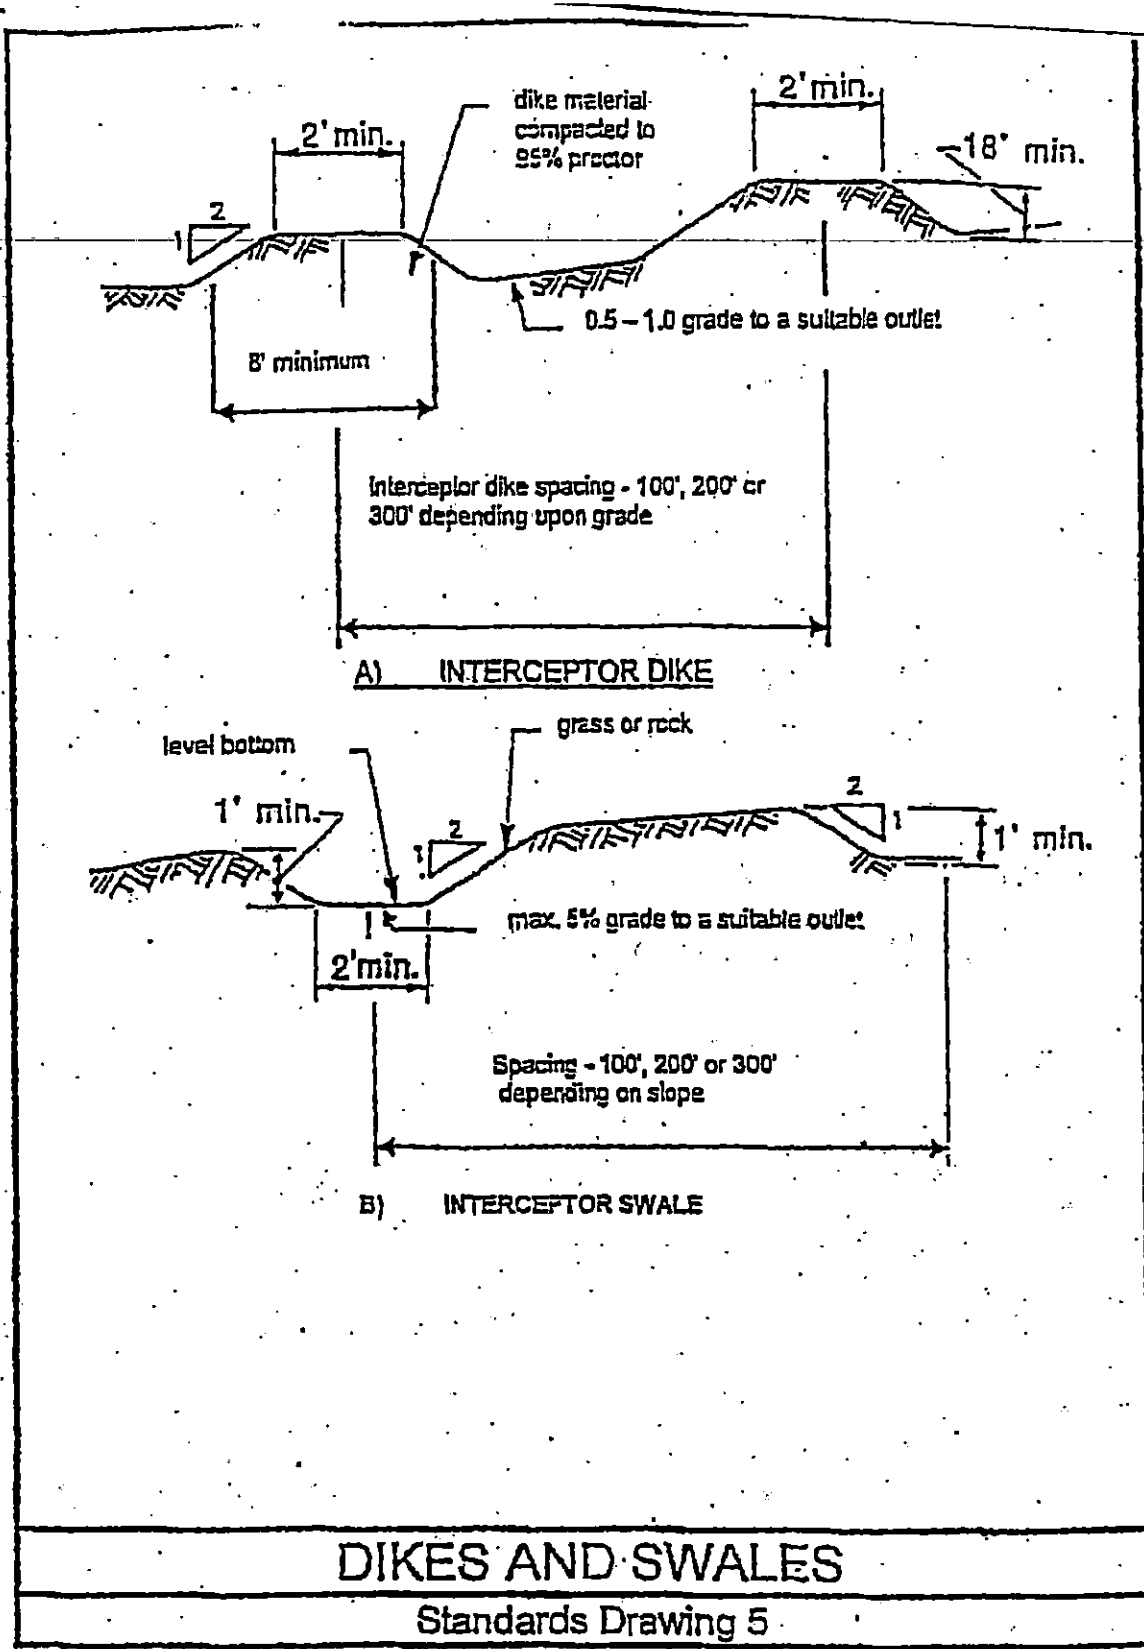 dike material
compacted to
95% proctor
2' min.
2' min.
18" min.
2
1
0.5 – 1.0 grade to a suitable outlet
8' minimum
Interceptor dike spacing - 100', 200' or
300' depending upon grade
A) INTERCEPTOR DIKE
grass or rock
level bottom
1' min.
2
1
2
1
1' min.
max. 5% grade to a suitable outlet
2' min.
Spacing - 100', 200' or 300'
depending on slope
B) INTERCEPTOR SWALE
DIKES AND SWALES
Standards Drawing 5